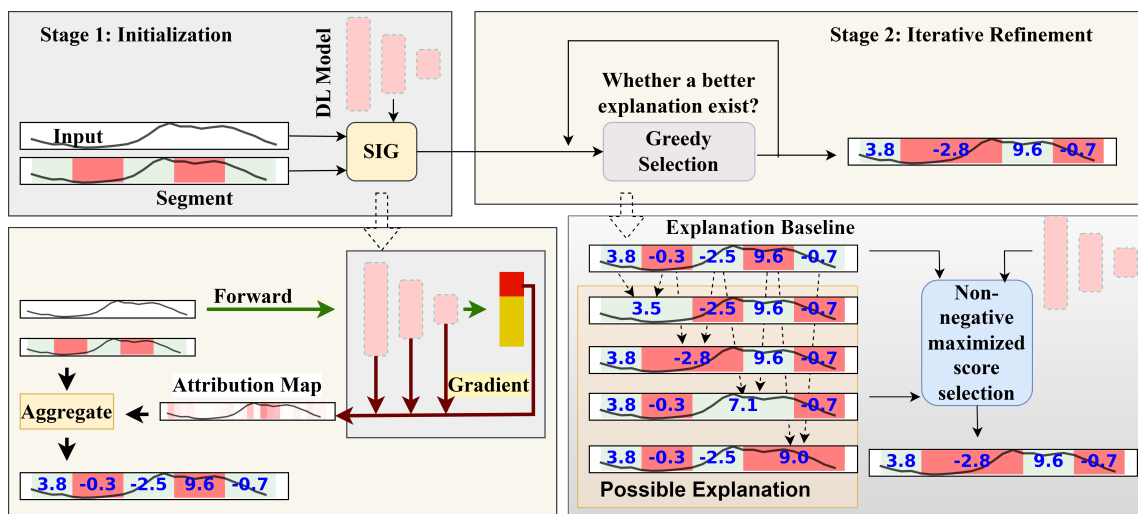 Stage 1: Initialization
DL Model
Input
Segment
SIG
Stage 2: Iterative Refinement
Whether a better
explanation exist?
Greedy
Selection
3.8 -2.8 9.6 -0.7
Forward
Gradient
Attribution Map
Aggregate
3.8 -0.3 -2.5 9.6 -0.7
Explanation Baseline
3.8 -0.3 -2.5 9.6 -0.7
3.5 -2.5 9.6 -0.7
3.8 -2.8 9.6 -0.7
3.8 -0.3 7.1 -0.7
3.8 -0.3 -2.5 9.0
Possible Explanation
Non-
negative
maximized
score
selection
3.8 -2.8 9.6 -0.7